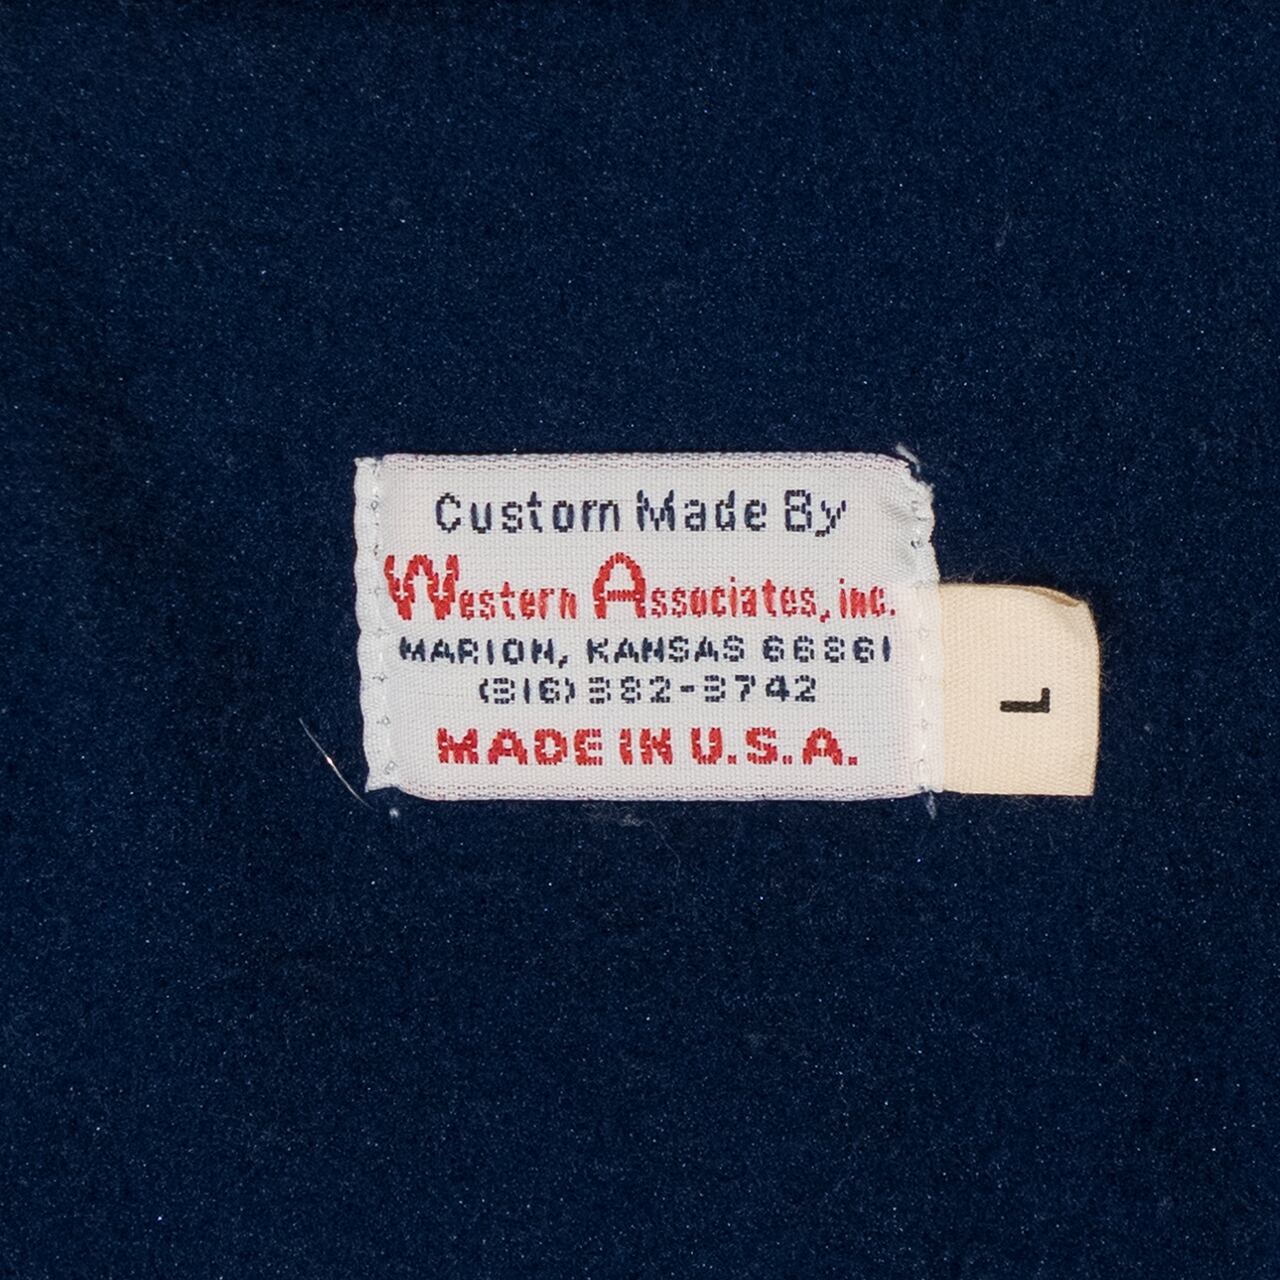 Custom Made By
Western Associates, inc.
MARION, KANSAS 66861
(316) 382-3742
MADE IN U.S.A.
L